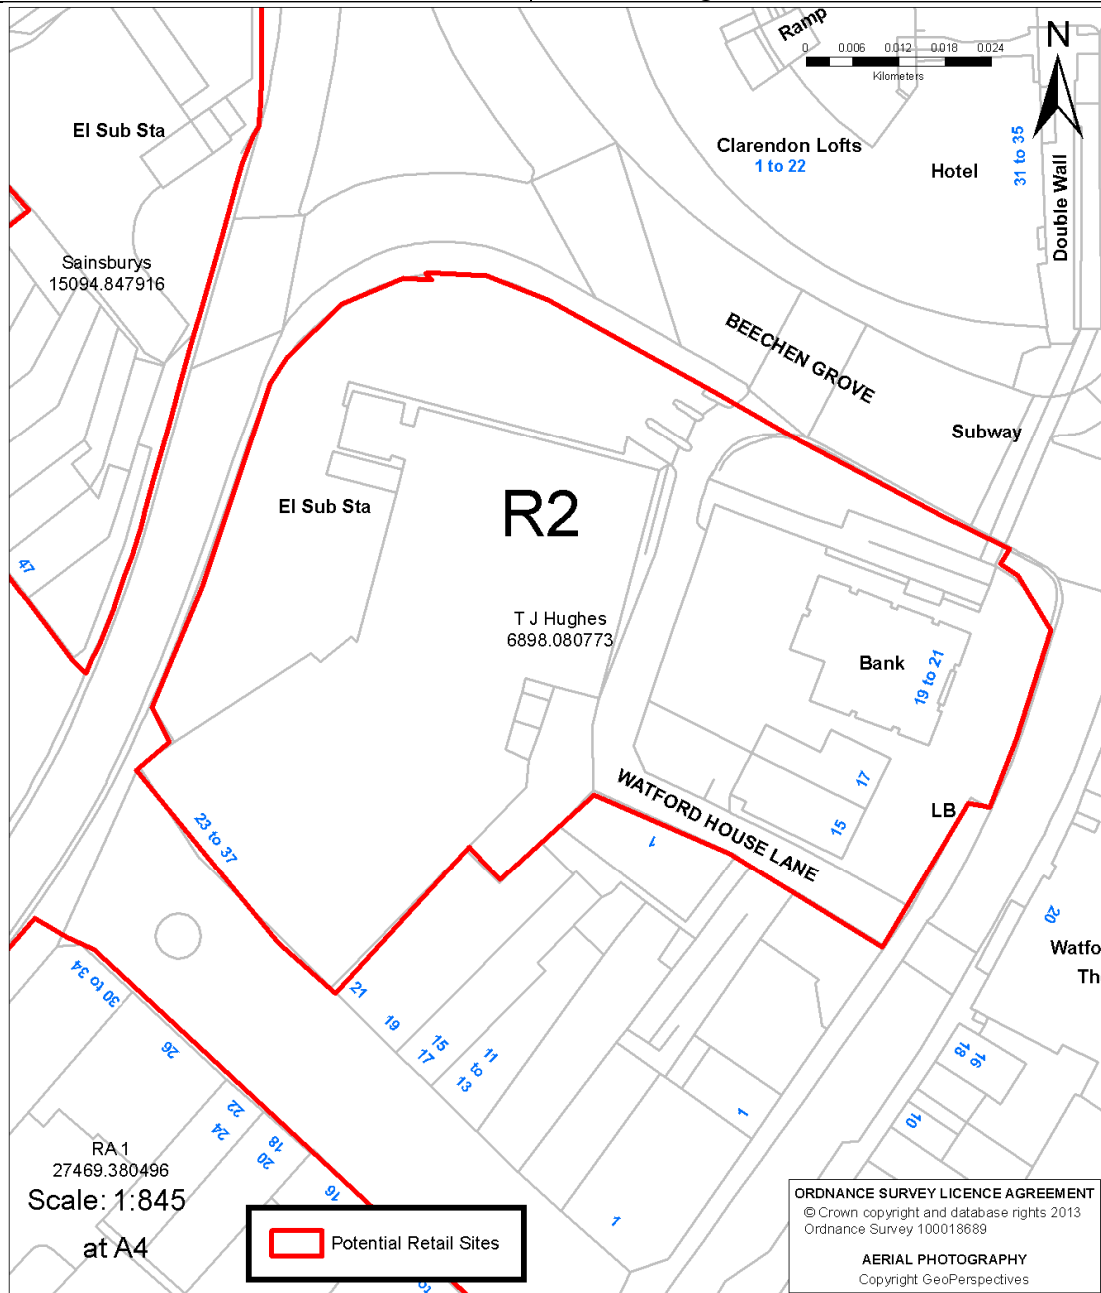 Ramp
0 0.006 0.012 0.018 0.024
Kilometers
N
El Sub Sta
Clarendon Lofts
1 to 22
Hotel
31 to 35
Double Wall
Sainsburys
15094.847916
BEECHEN GROVE
Subway
El Sub Sta
R2
T J Hughes
6898.080773
47
Bank
19 to 21
17
15
LB
WATFORD HOUSE LANE
1
23 to 37
20
Watfo
Th
30 to 34
26
22
24
18
20
16
21
19
15
17
11
to
13
16
18
10
1
1
RA 1
27469.380496
Scale: 1:845
at A4
Potential Retail Sites
to
ORDNANCE SURVEY LICENCE AGREEMENT
© Crown copyright and database rights 2013
Ordnance Survey 100018689
AERIAL PHOTOGRAPHY
Copyright GeoPerspectives